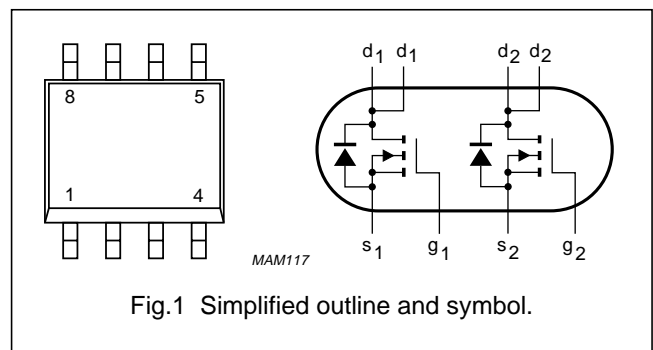 d1 d1 d2 d2
8 5
1 4
s1 g1 s2 g2
MAM117
Fig.1 Simplified outline and symbol.